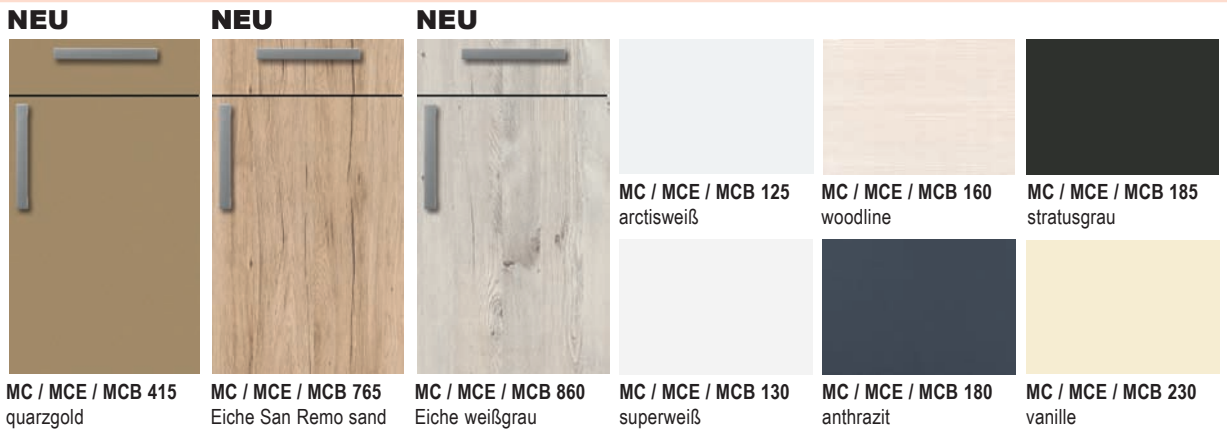 NEU
NEU
NEU
MC / MCE / MCB 125
arctisweiß
MC / MCE / MCB 160
woodline
MC / MCE / MCB 185
stratusgrau
MC / MCE / MCB 415
quarzgold
MC / MCE / MCB 765
Eiche San Remo sand
MC / MCE / MCB 860
Eiche weißgrau
MC / MCE / MCB 130
superweiß
MC / MCE / MCB 180
anthrazit
MC / MCE / MCB 230
vanille